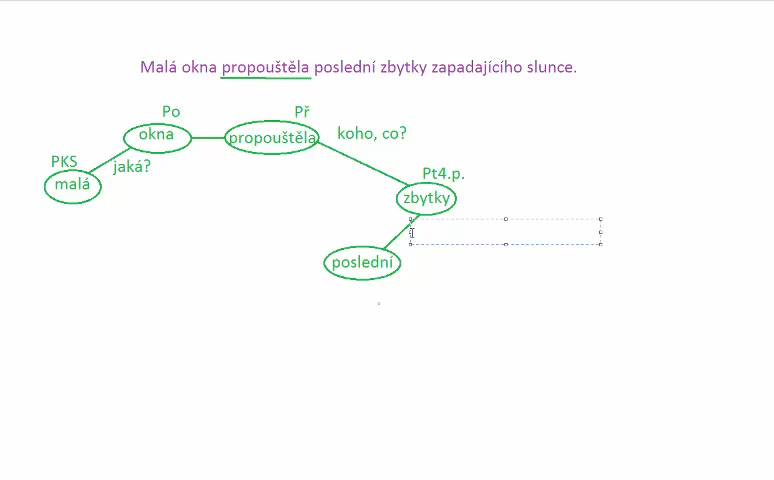 Malá okna propouštěla poslední zbytky zapadajícího slunce.
Po
Př
okna
propouštěla
koho, co?
PKS
jaká?
malá
Pt4.p.
zbytky
poslední